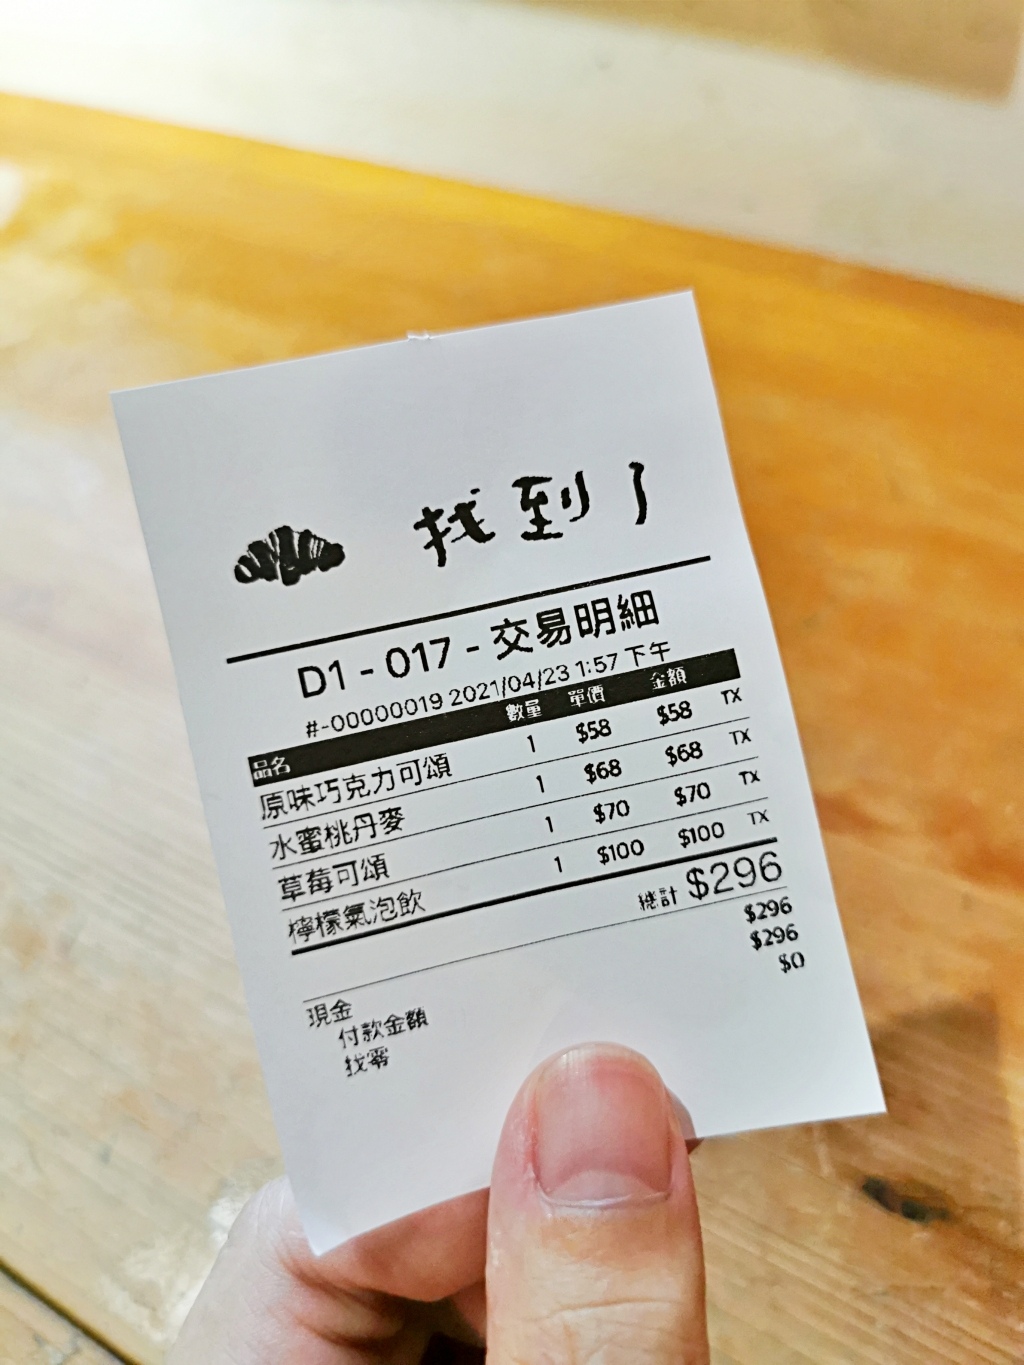 找到了
D1 - 017 - 交易明細
#-00000019 2021/04/23 1:57 下午
品名 數量 單價 金額
原味巧克力可頌 1 $58 $58 TX
水蜜桃丹麥 1 $68 $68 TX
草莓可頌 1 $70 $70 TX
檸檬氣泡飲 1 $100 $100 TX
總計 $296
現金 $296
付款金額 $296
找零 $0